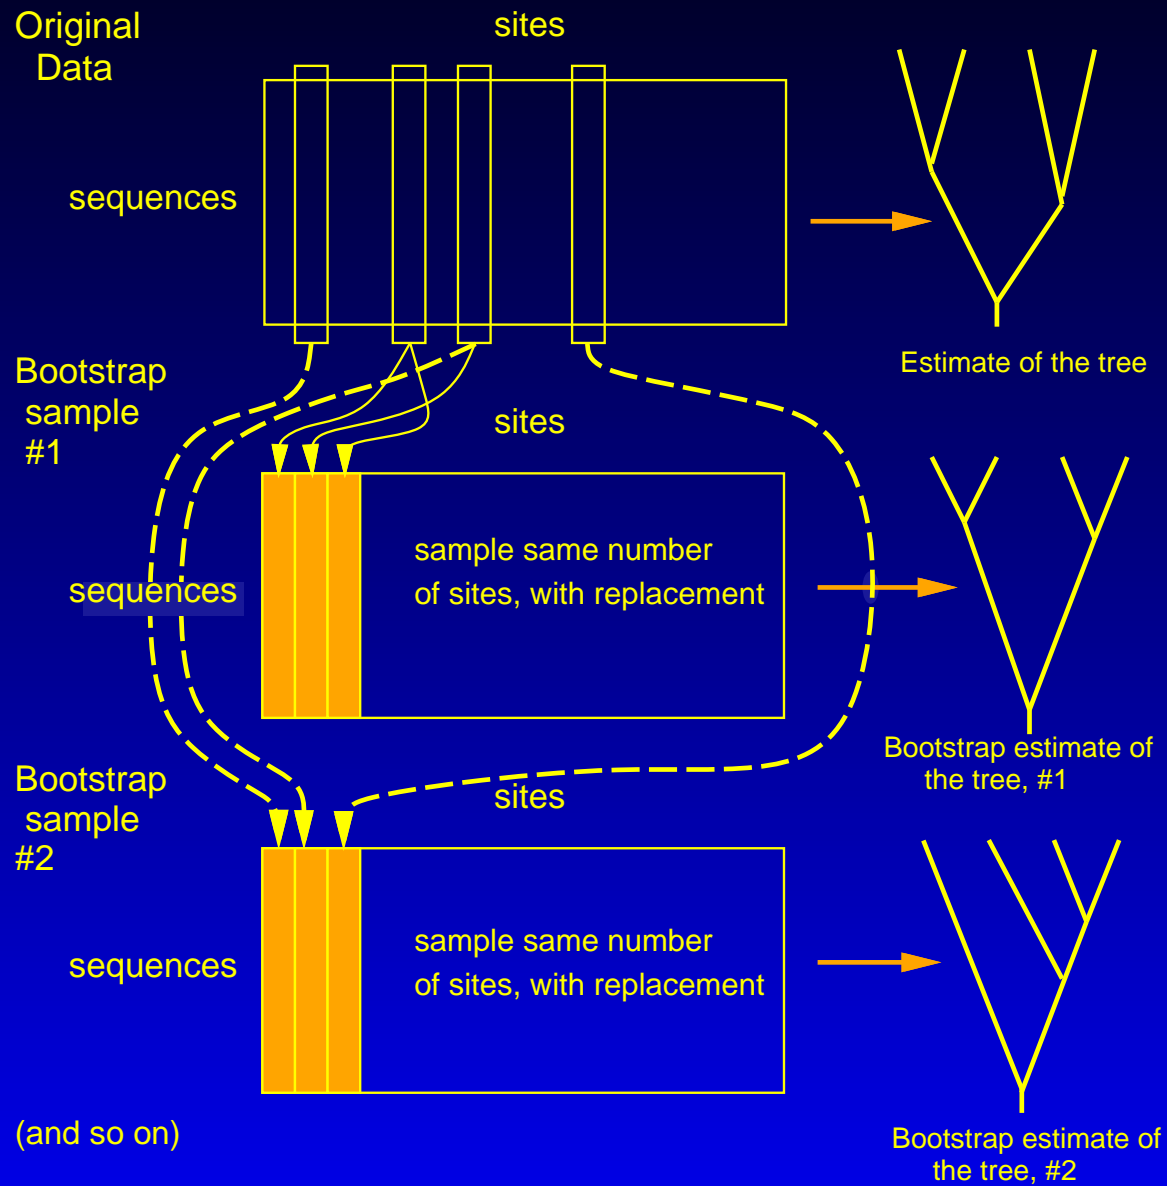 Original
Data
sites
sequences
Estimate of the tree
Bootstrap
sample
#1
sites
sequences
sample same number
of sites, with replacement
Bootstrap estimate of
the tree, #1
Bootstrap
sample
#2
sites
sequences
sample same number
of sites, with replacement
(and so on)
Bootstrap estimate of
the tree, #2